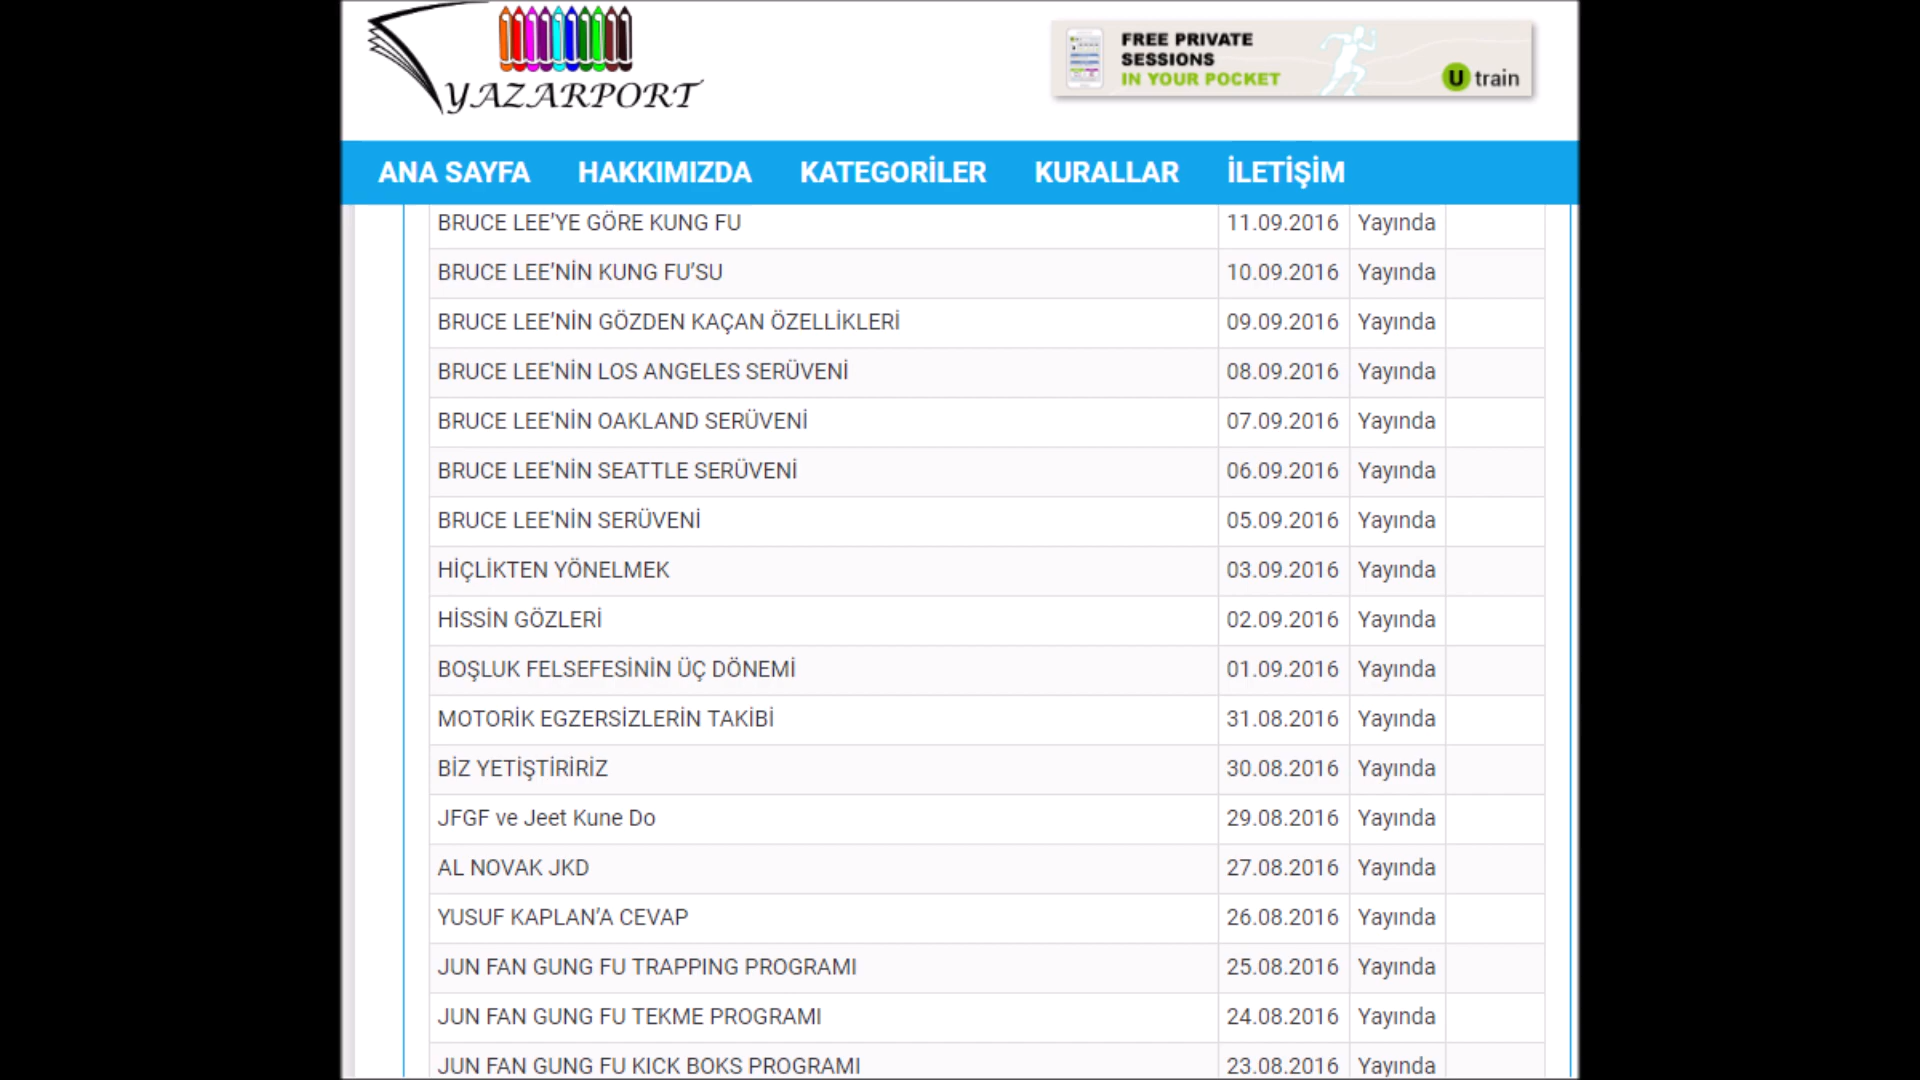 YAZARPORT
FREE PRIVATE
SESSIONS
IN YOUR POCKET
U train
ANA SAYFA HAKKIMIZDA KATEGORİLER KURALLAR İLETİŞİM
BRUCE LEE'YE GÖRE KUNG FU 11.09.2016 Yayında
BRUCE LEE’NİN KUNG FU’SU 10.09.2016 Yayında
BRUCE LEE’NİN GÖZDEN KAÇAN ÖZELLİKLERİ 09.09.2016 Yayında
BRUCE LEE'NİN LOS ANGELES SERÜVENİ 08.09.2016 Yayında
BRUCE LEE'NİN OAKLAND SERÜVENİ 07.09.2016 Yayında
BRUCE LEE'NİN SEATTLE SERÜVENİ 06.09.2016 Yayında
BRUCE LEE'NİN SERÜVENİ 05.09.2016 Yayında
HİÇLİKTEN YÖNELMEK 03.09.2016 Yayında
HİSSİN GÖZLERİ 02.09.2016 Yayında
BOŞLUK FELSEFESİNİN ÜÇ DÖNEMİ 01.09.2016 Yayında
MOTORİK EGZERSİZLERİN TAKİBİ 31.08.2016 Yayında
BİZ YETİŞTİRİRİZ 30.08.2016 Yayında
JFGF ve Jeet Kune Do 29.08.2016 Yayında
AL NOVAK JKD 27.08.2016 Yayında
YUSUF KAPLAN’A CEVAP 26.08.2016 Yayında
JUN FAN GUNG FU TRAPPING PROGRAMI 25.08.2016 Yayında
JUN FAN GUNG FU TEKME PROGRAMI 24.08.2016 Yayında
JUN FAN GUNG FU KICK BOKS PROGRAMI 23.08.2016 Yayında